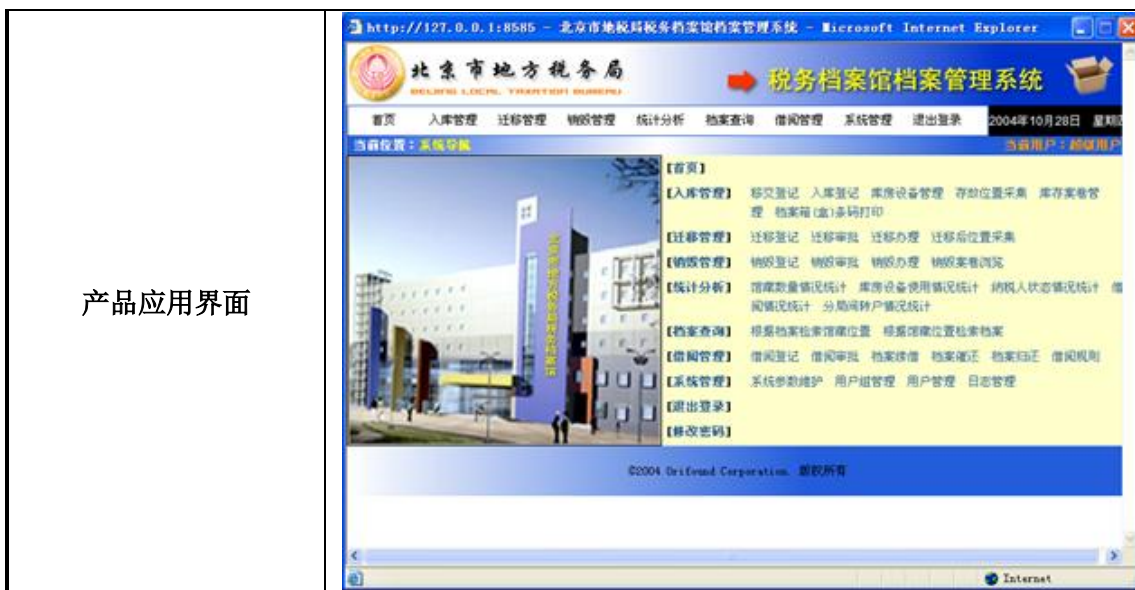 产品应用界面
http://127.0.0.1:8585 - 北京市地税局税务档案馆档案管理系统 - Microsoft Internet Explorer
北京市地方税务局
BEIJING LOCAL TAXATION BUREAU
税务档案馆档案管理系统
首页 入库管理 迁移管理 销毁管理 统计分析 档案查询 借阅管理 系统管理 退出登录 2004年10月28日 星期
当前位置：系统导航 当前用户：超级用户
北京市地方税务局税务档案馆
【首页】
【入库管理】 移交登记 入库登记 库房设备管理 存放位置采集 库存案卷管
理 档案箱(盒)条码打印
【迁移管理】 迁移登记 迁移审批 迁移办理 迁移后位置采集
【销毁管理】 销毁登记 销毁审批 销毁办理 销毁案卷浏览
【统计分析】 馆藏数量情况统计 库房设备使用情况统计 纳税人状态情况统计 借
阅情况统计 分局间转户情况统计
【档案查询】 根据档案检索馆藏位置 根据馆藏位置检索档案
【借阅管理】 借阅登记 借阅审批 档案续借 档案催还 档案归还 借阅规则
【系统管理】 系统参数维护 用户组管理 用户管理 日志管理
【退出登录】
【修改密码】
©2004 Orifound Corporation. 版权所有
Internet